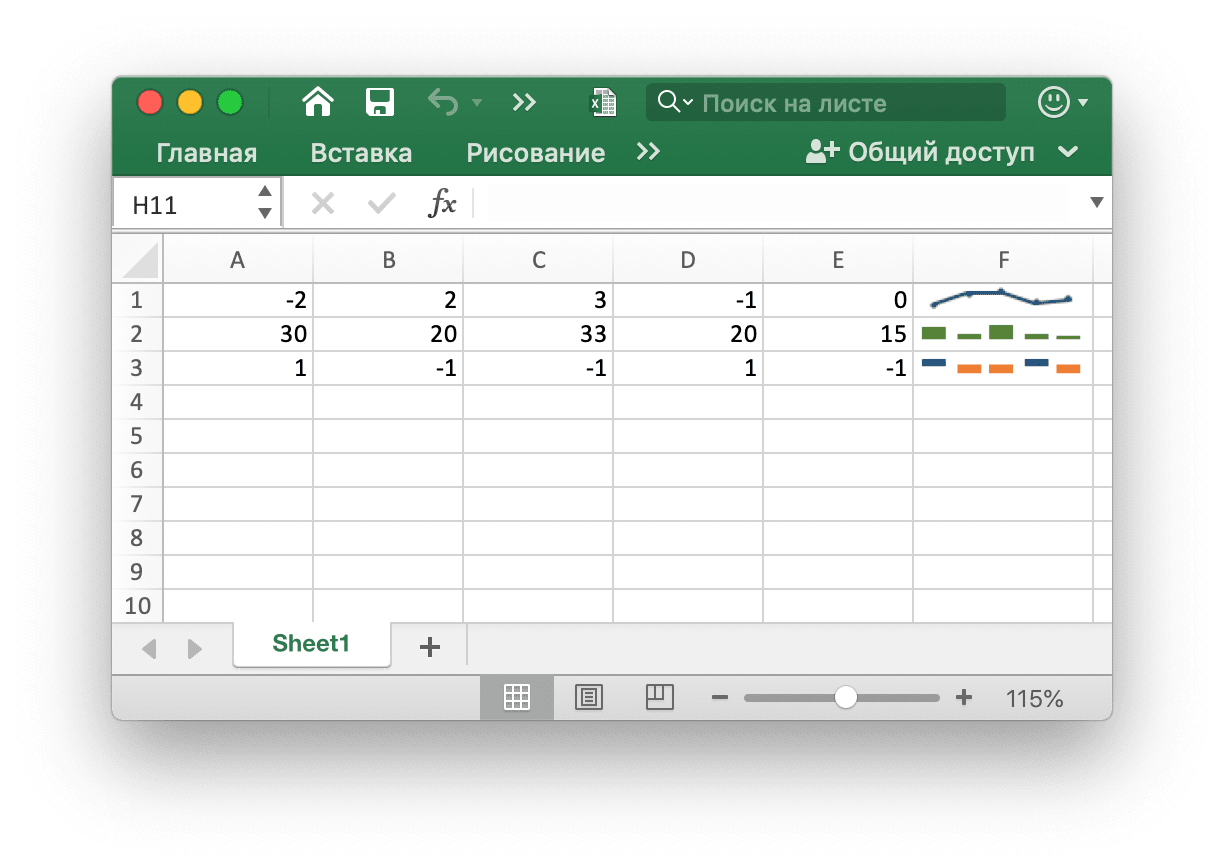 Поиск на листе
Главная Вставка Рисование Общий доступ
H11 fx
A B C D E F
1 -2 2 3 -1 0
2 30 20 33 20 15
3 1 -1 -1 1 -1
4
5
6
7
8
9
10
Sheet1 +
115%